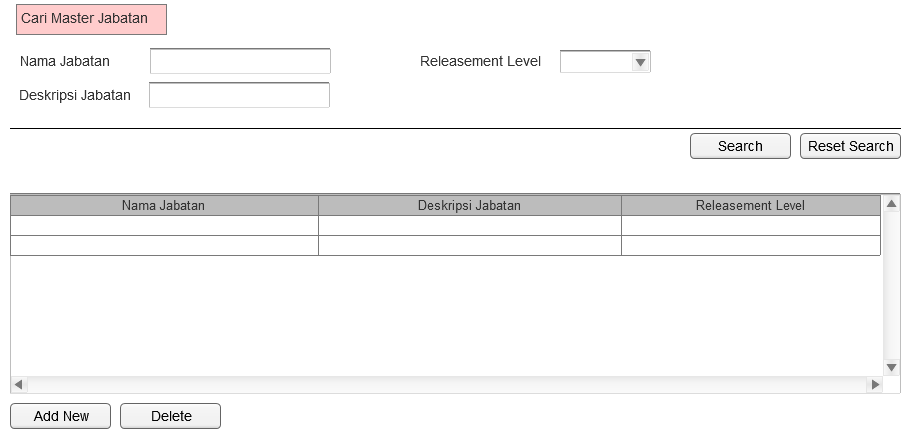 Cari Master Jabatan
Nama Jabatan Releasement Level
Deskripsi Jabatan
Search Reset Search
Nama Jabatan Deskripsi Jabatan Releasement Level
Add New Delete